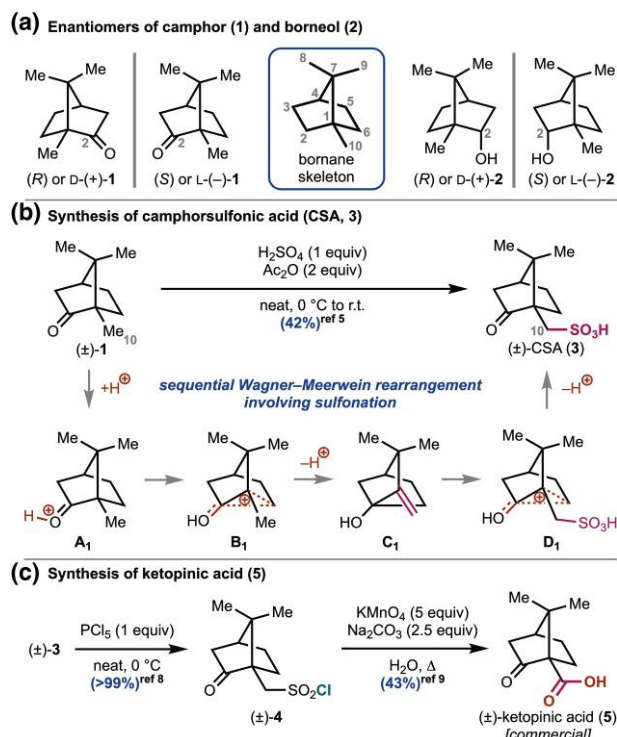 (a) Enantiomers of camphor (1) and borneol (2)
Me Me
2
O
Me
(R) or D-(+)-1
Me Me
O
2
Me
(S) or L-(–)-1
8 7 9
4
3 5
1
2 6
10
bornane
skeleton
Me Me
2
Me
OH
(R) or D-(+)-2
Me Me
2
HO Me
(S) or L-(–)-2
(b) Synthesis of camphorsulfonic acid (CSA, 3)
Me Me
O
Me
10
(±)-1
H2SO4 (1 equiv)
Ac2O (2 equiv)
neat, 0 °C to r.t.
(42%)ref 5
Me Me
O
10
SO3H
(±)-CSA (3)
+H⊕
sequential Wagner–Meerwein rearrangement
involving sulfonation
–H⊕
Me Me
H ⊕
O Me
A1
Me Me
⊕
HO Me
B1
–H⊕
Me Me
HO
C1
Me Me
⊕
HO
SO3H
D1
(c) Synthesis of ketopinic acid (5)
(±)-3
PCl5 (1 equiv)
neat, 0 °C
(>99%)ref 8
Me Me
O
SO2Cl
(±)-4
KMnO4 (5 equiv)
Na2CO3 (2.5 equiv)
H2O, Δ
(43%)ref 9
Me Me
O
OH
O
(±)-ketopinic acid (5)
[commercial]